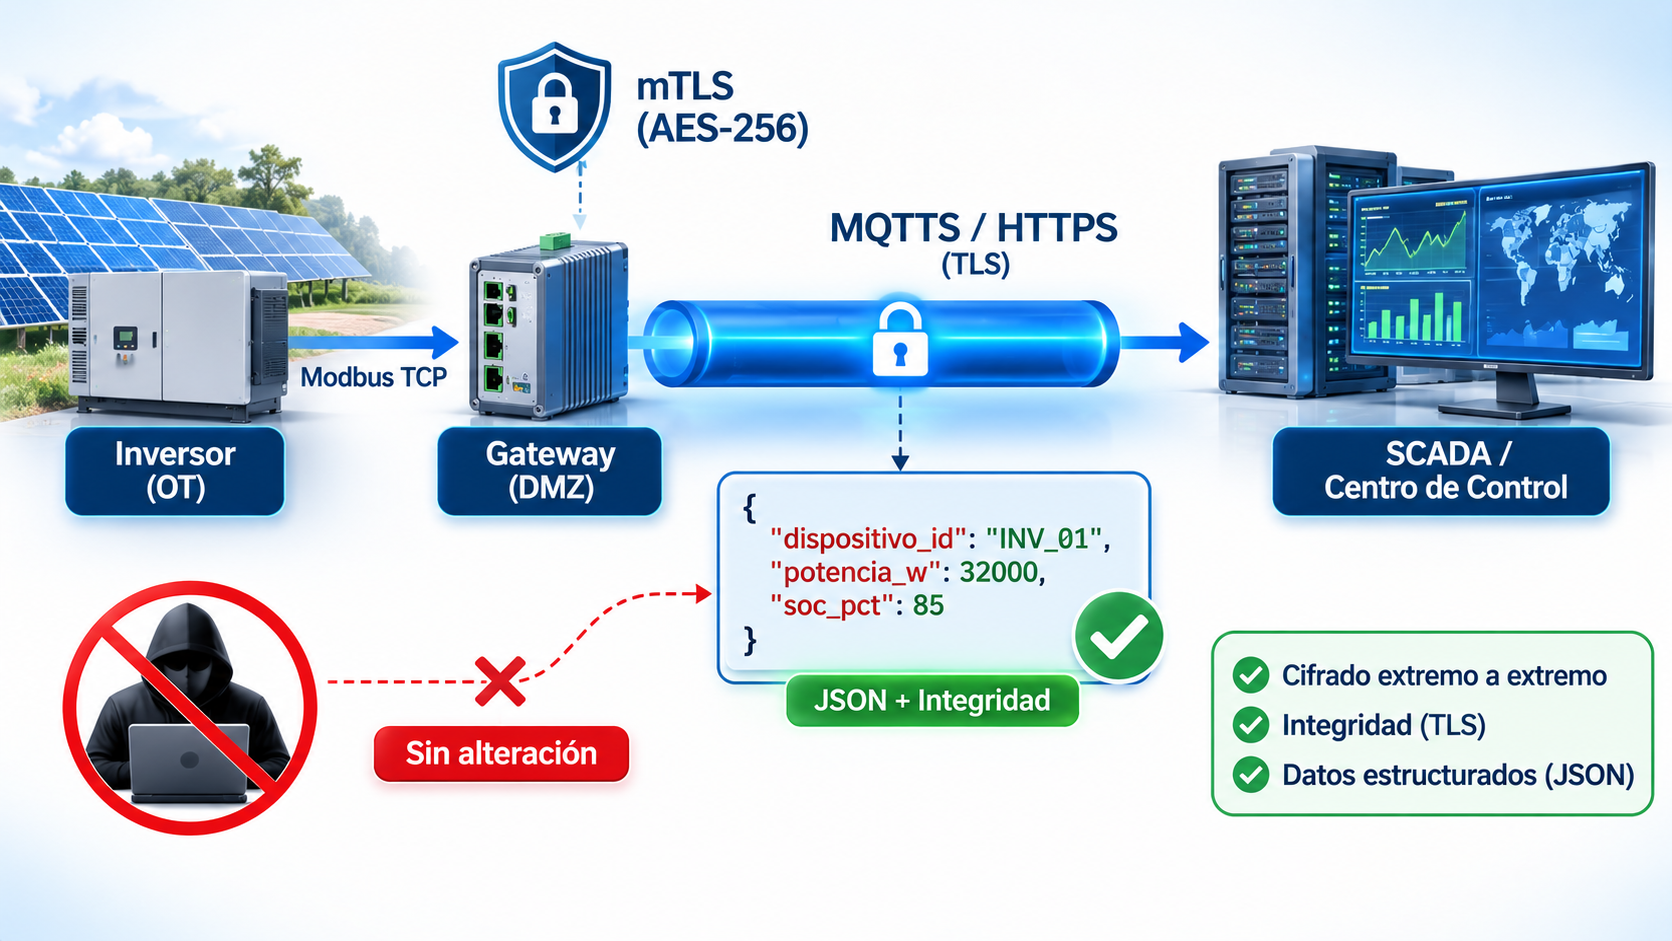 mTLS
(AES-256)
MQTTS / HTTPS
(TLS)
Modbus TCP
Inversor
(OT)
Gateway
(DMZ)
SCADA /
Centro de Control
{
"dispositivo_id": "INV_01",
"potencia_w": 32000,
"soc_pct": 85
}
JSON + Integridad
Sin alteración
Cifrado extremo a extremo
Integridad (TLS)
Datos estructurados (JSON)